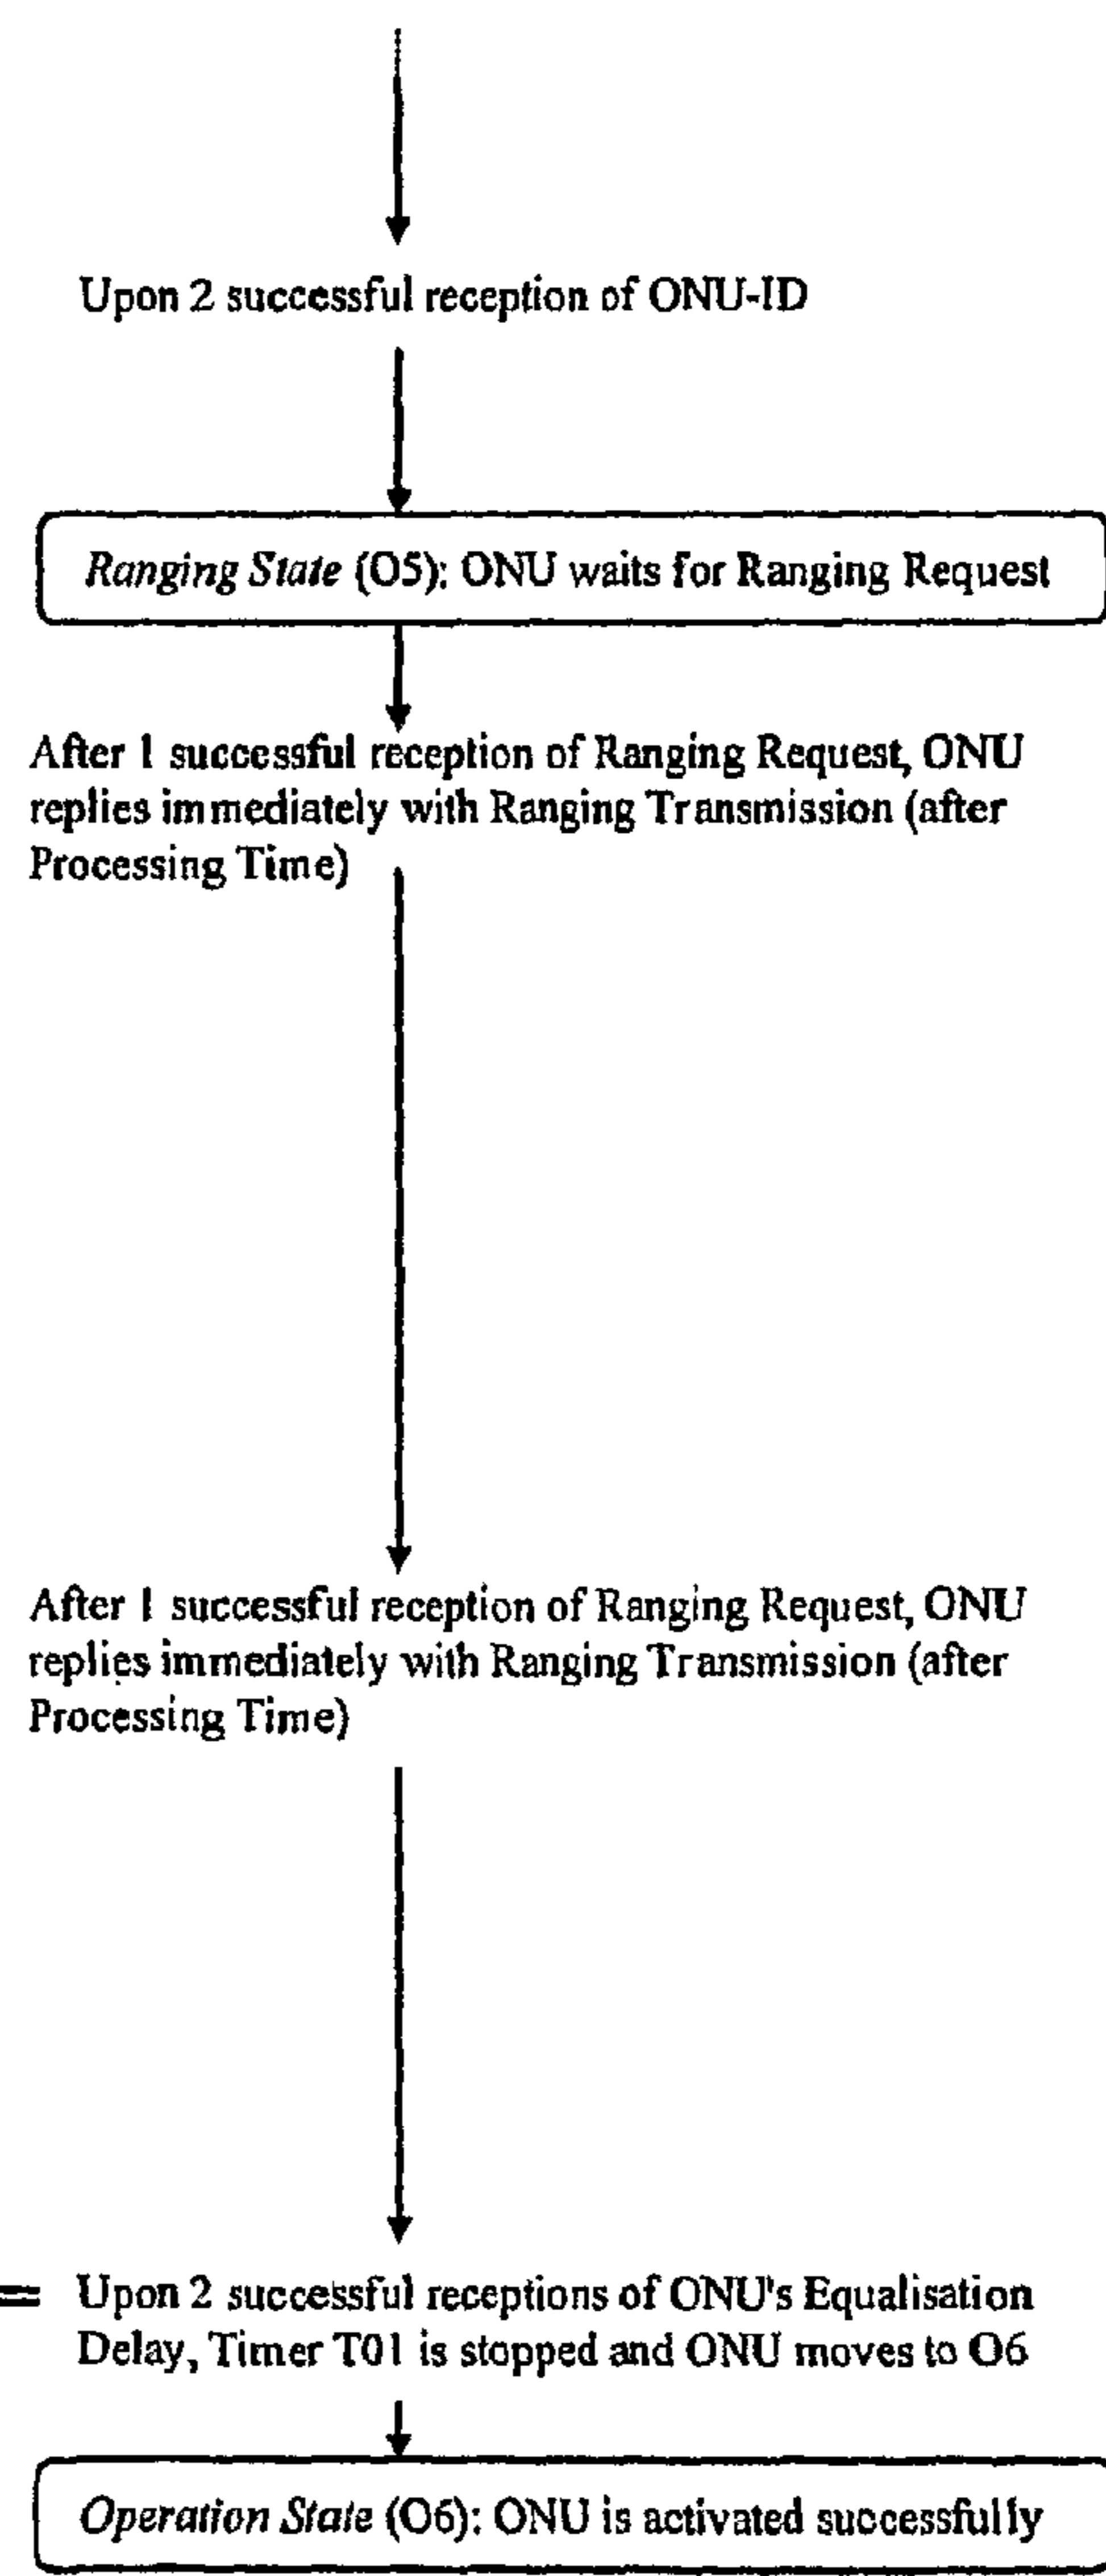 Upon 2 successful reception of ONU-ID
Ranging State (O5): ONU waits for Ranging Request
After 1 successful reception of Ranging Request, ONU
replies immediately with Ranging Transmission (after
Processing Time)
After 1 successful reception of Ranging Request, ONU
replies immediately with Ranging Transmission (after
Processing Time)
Upon 2 successful receptions of ONU's Equalisation
Delay, Timer T01 is stopped and ONU moves to O6
Operation State (O6): ONU is activated successfully